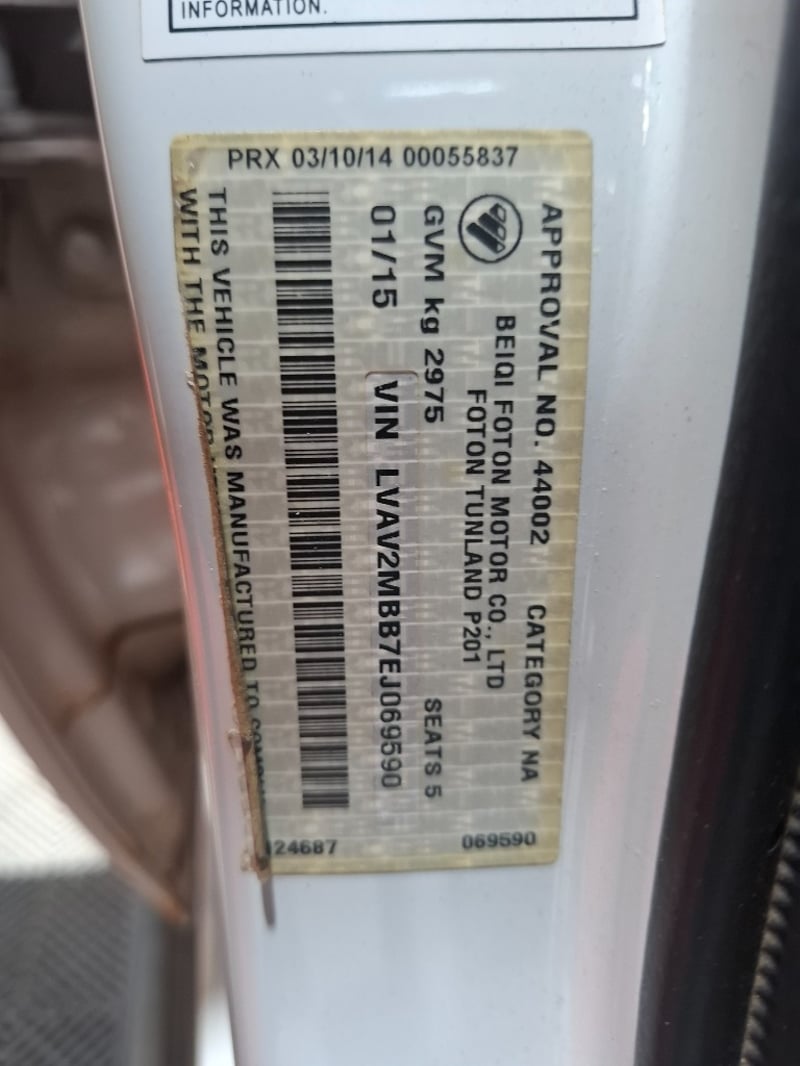 INFORMATION.
PRX 03/10/14 00055837
APPROVAL NO. 44002 CATEGORY NA
BEIQI FOTON MOTOR CO., LTD
FOTON TUNLAND P201
GVM kg 2975 SEATS 5
01/15 VIN LVAV2MBB7EJ069590
THIS VEHICLE WAS MANUFACTURED TO
WITH THE MOTOR
24687
069590